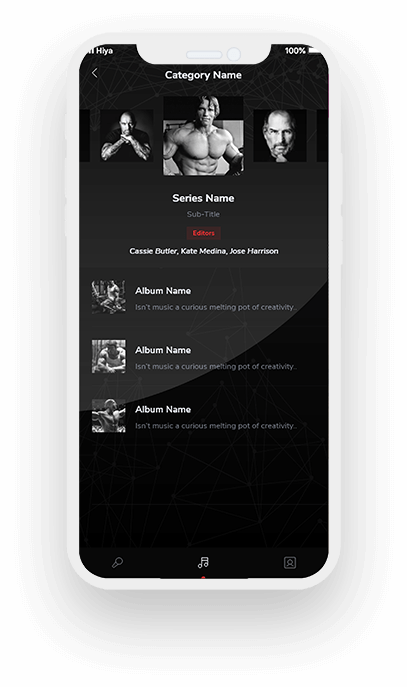 Hiya 100%
Category Name
Series Name
Sub-Title
Editors
Cassie Butler, Kate Medina, Jose Harrison
Album Name
Isn't music a curious melting pot of creativity..
Album Name
Isn't music a curious melting pot of creativity..
Album Name
Isn't music a curious melting pot of creativity..